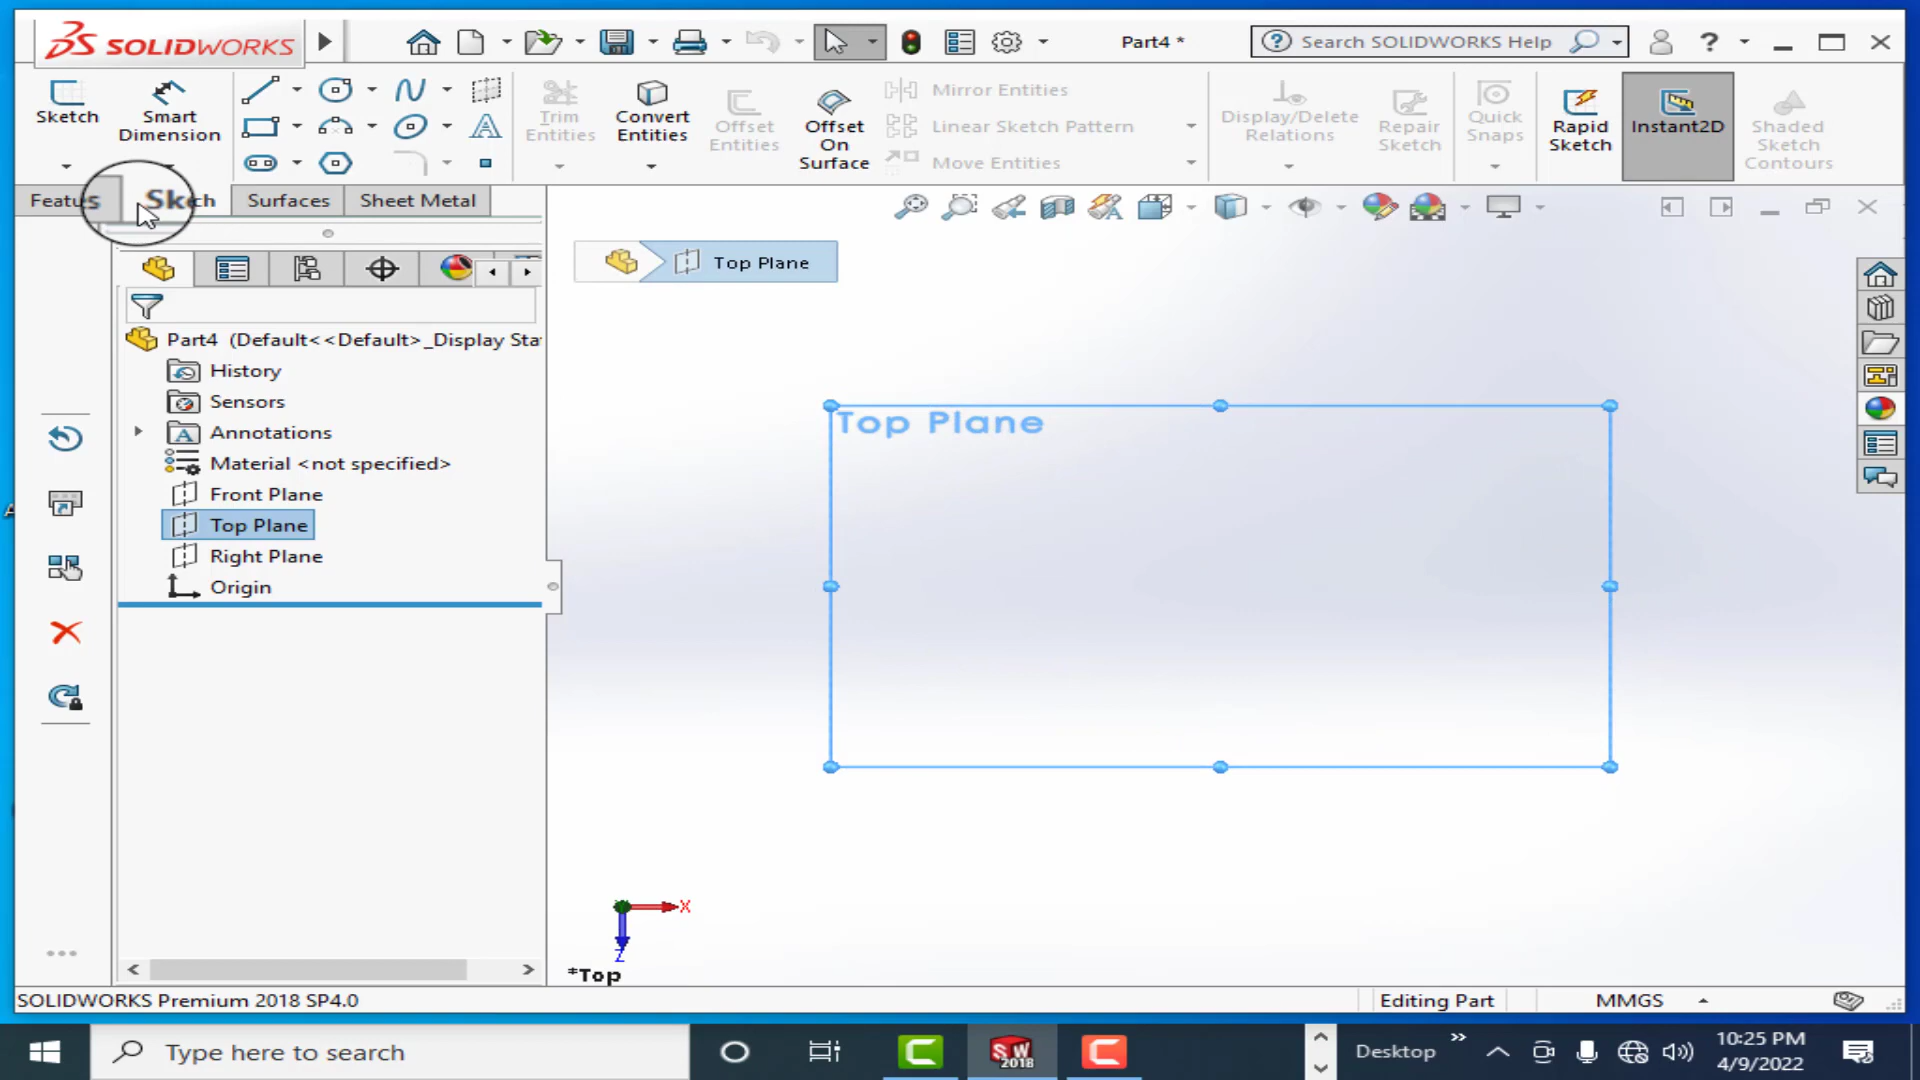 SOLIDWORKS
Part4 *
Search SOLIDWORKS Help
Sketch
Smart
Dimension
Trim
Entities
Convert
Entities
Offset
Entities
Offset
On
Surface
Mirror Entities
Linear Sketch Pattern
Move Entities
Display/Delete
Relations
Repair
Sketch
Quick
Snaps
Rapid
Sketch
Instant2D
Shaded
Sketch
Contours
Surfaces
Sheet Metal
Top Plane
Part4 (Default<<Default>_Display Sta
History
Sensors
Annotations
Material <not specified>
Front Plane
Top Plane
Right Plane
Origin
Top Plane
X
Z
*Top
SOLIDWORKS Premium 2018 SP4.0
Editing Part
MMGS
Type here to search
SW
2018
Desktop
10:25 PM
4/9/2022